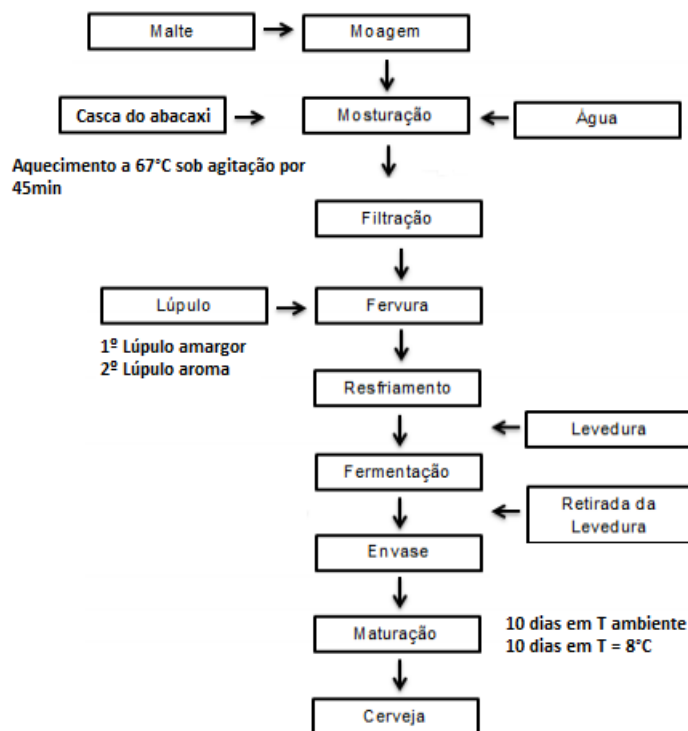 Malte
Moagem
Casca do abacaxi
Mosturação
Água
Aquecimento a 67°C sob agitação por
45min
Filtração
Lúpulo
Fervura
1º Lúpulo amargor
2º Lúpulo aroma
Resfriamento
Levedura
Fermentação
Retirada da
Levedura
Envase
Maturação
10 dias em T ambiente
10 dias em T = 8°C
Cerveja